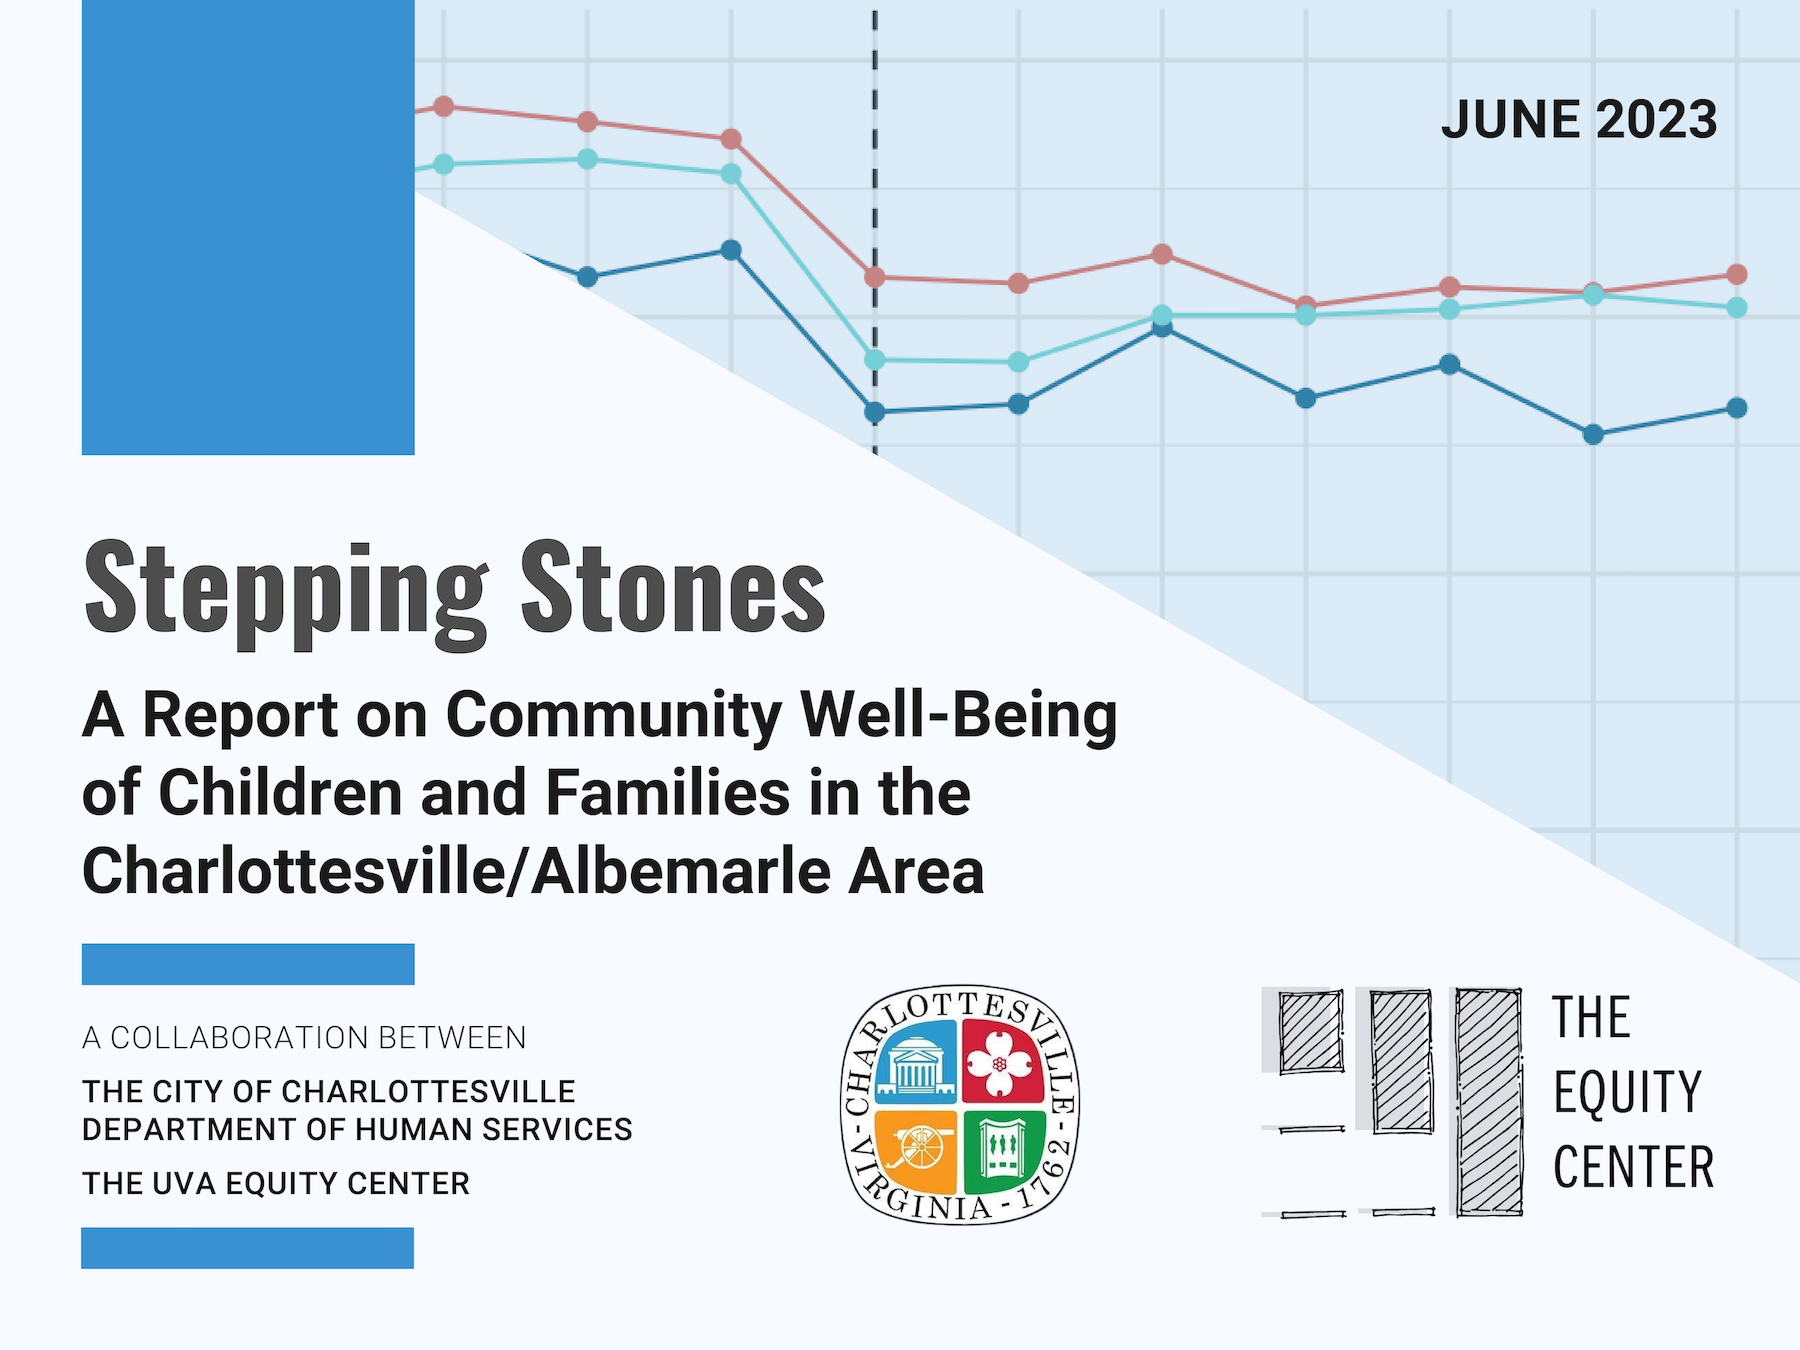 JUNE 2023
Stepping Stones
A Report on Community Well-Being
of Children and Families in the
Charlottesville/Albemarle Area
A COLLABORATION BETWEEN
THE CITY OF CHARLOTTESVILLE
DEPARTMENT OF HUMAN SERVICES
THE UVA EQUITY CENTER
CHARLOTTESVILLE
VIRGINIA - 1762
THE
EQUITY
CENTER